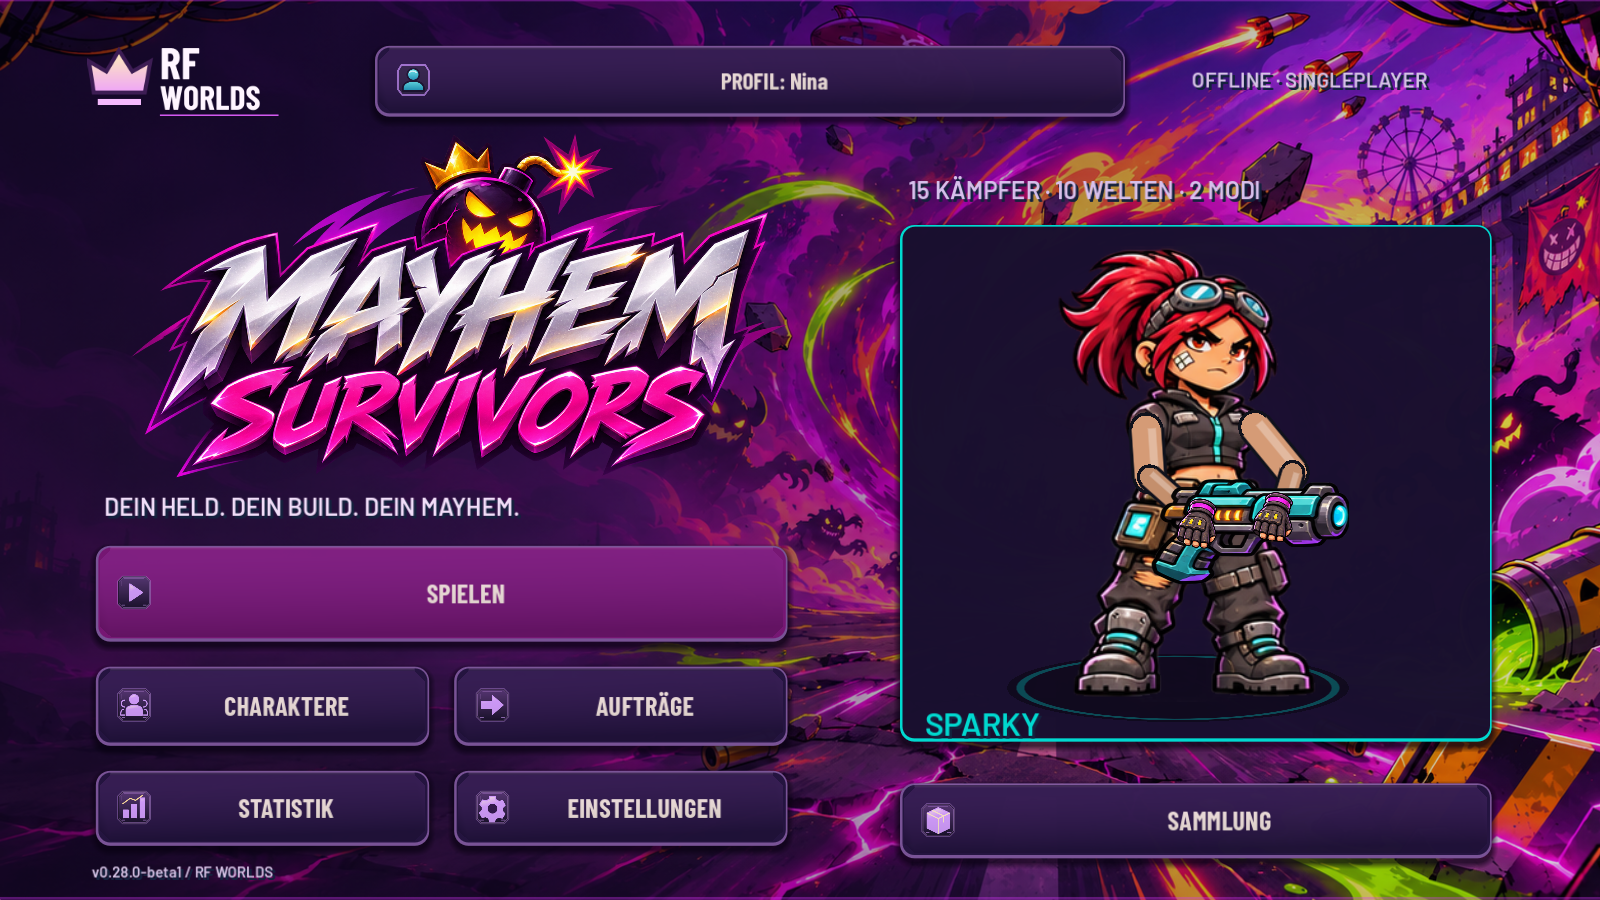 RF
WORLDS
PROFIL: Nina
OFFLINE · SINGLEPLAYER
MAYHEM
SURVIVORS
15 KÄMPFER · 10 WELTEN · 2 MODI
DEIN HELD. DEIN BUILD. DEIN MAYHEM.
SPIELEN
CHARAKTERE
AUFTRÄGE
STATISTIK
EINSTELLUNGEN
SPARKY
SAMMLUNG
v0.28.0-beta1 / RF WORLDS